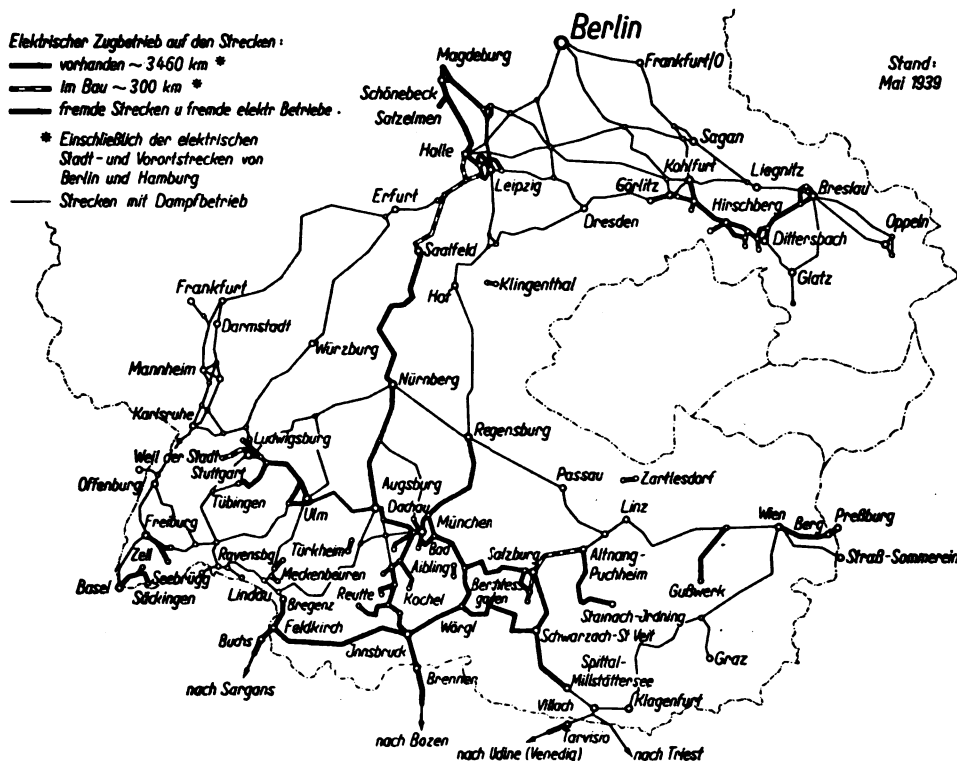 Elektrischer Zugbetrieb auf den Strecken:
vorhanden ~ 3460 km *
Im Bau ~ 300 km *
fremde Strecken u fremde elektr Betriebe.
* Einschließlich der elektrischen
Stadt- und Vorortstrecken von
Berlin und Hamburg
Strecken mit Dampfbetrieb
Stand:
Mai 1939
Berlin
Magdeburg
Frankfurt/O
Schönebeck
Salzelmen
Sagan
Halle
Leipzig
Görlitz
Kohlfurt
Liegnitz
Breslau
Erfurt
Dresden
Hirschberg
Oppeln
Dittersbach
Saalfeld
Glatz
Hof
Klingenthal
Frankfurt
Darmstadt
Würzburg
Mannheim
Nürnberg
Karlsruhe
Ludwigsburg
Regensburg
Weil der Stadt
Stuttgart
Offenburg
Tübingen
Ulm
Augsburg
Dachau
München
Passau
Zartlesdorf
Linz
Wien
Berg
Preßburg
Freiburg
Zell
Ravensbg
Türkheim
Bad
Aibling
Salzburg
Attnang-
Puchheim
Straß-Sommerein
Basel
Seebrügg
Säckingen
Meckenbeuren
Lindau
Reutte
Kochel
Berchtes-
gaden
Gußwerk
Bregenz
Stainach-Irdning
Feldkirch
Wörgl
Schwarzach-St Veit
Buchs
Innsbruck
Graz
nach Sargans
Brenner
Spittal-
Millstättersee
Villach
Klagenfurt
nach Bozen
Tarvisio
nach Udine (Venedig)
nach Triest